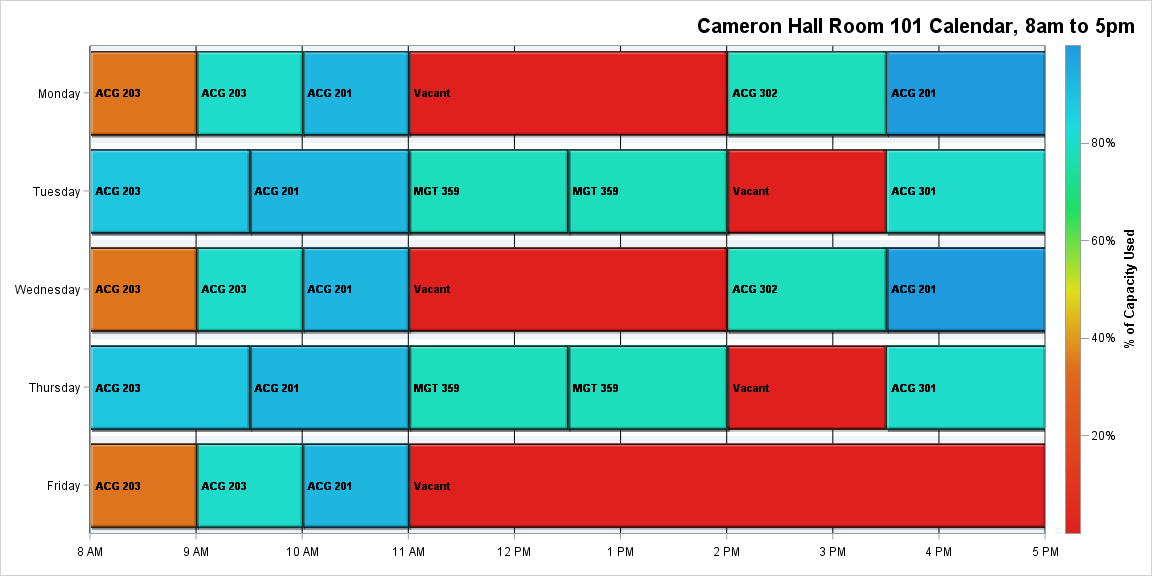 Cameron Hall Room 101 Calendar, 8am to 5pm
Monday
ACG 203
ACG 203
ACG 201
Vacant
ACG 302
ACG 201
Tuesday
ACG 203
ACG 201
MGT 359
MGT 359
Vacant
ACG 301
Wednesday
ACG 203
ACG 203
ACG 201
Vacant
ACG 302
ACG 201
Thursday
ACG 203
ACG 201
MGT 359
MGT 359
Vacant
ACG 301
Friday
ACG 203
ACG 203
ACG 201
Vacant
8 AM
9 AM
10 AM
11 AM
12 PM
1 PM
2 PM
3 PM
4 PM
5 PM
80%
60%
40%
20%
% of Capacity Used